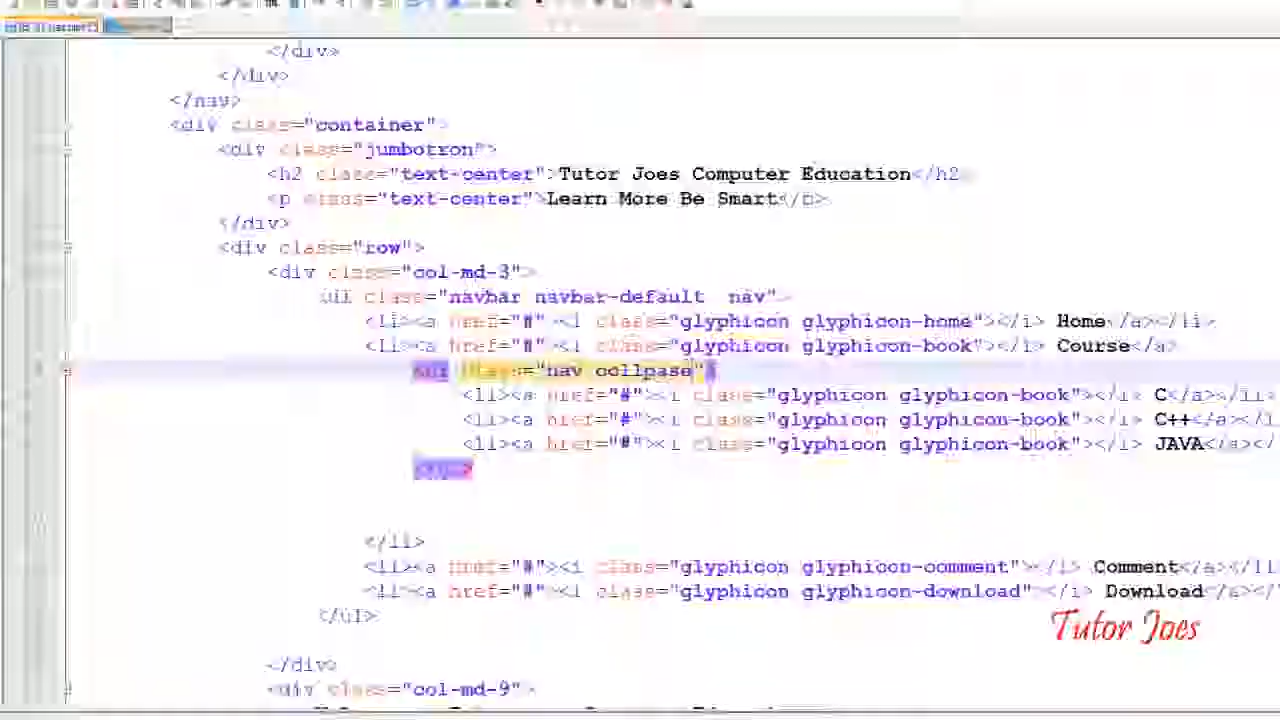 </div>
</div>
</nav>
<div class="container">
<div class="jumbotron">
<h2 class="text-center">Tutor Joes Computer Education</h2>
<p class="text-center">Learn More Be Smart</p>
</div>
<div class="row">
<div class="col-md-3">
<ul class="navbar navbar-default nav">
<li><a href="#"><i class="glyphicon glyphicon-home"></i> Home</a></li>
<li><a href="#"><i class="glyphicon glyphicon-book"></i> Course</a>
<ul class="nav collpase">
<li><a href="#"><i class="glyphicon glyphicon-book"></i> C</a></li>
<li><a href="#"><i class="glyphicon glyphicon-book"></i> C++</a></l
<li><a href="#"><i class="glyphicon glyphicon-book"></i> JAVA</a></
</ul>
</li>
<li><a href="#"><i class="glyphicon glyphicon-comment"></i> Comment</a></li
<li><a href="#"><i class="glyphicon glyphicon-download"></i> Download</a></
</ul>
Tutor Joes
</div>
<div class="col-md-9">